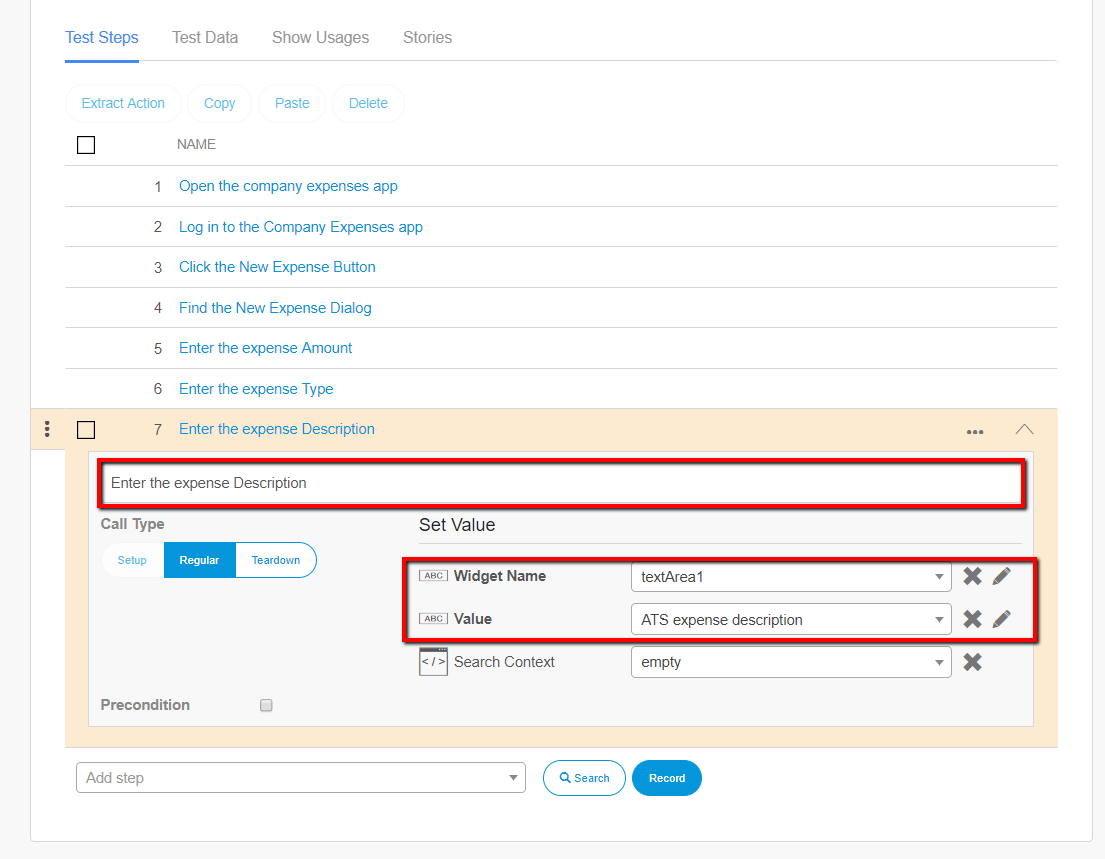 Test Steps Test Data Show Usages Stories
Extract Action Copy Paste Delete
NAME
1 Open the company expenses app
2 Log in to the Company Expenses app
3 Click the New Expense Button
4 Find the New Expense Dialog
5 Enter the expense Amount
6 Enter the expense Type
7 Enter the expense Description
Enter the expense Description
Call Type Set Value
Setup Regular Teardown
ABC Widget Name textArea1
ABC Value ATS expense description
</> Search Context empty
Precondition
Add step Search Record